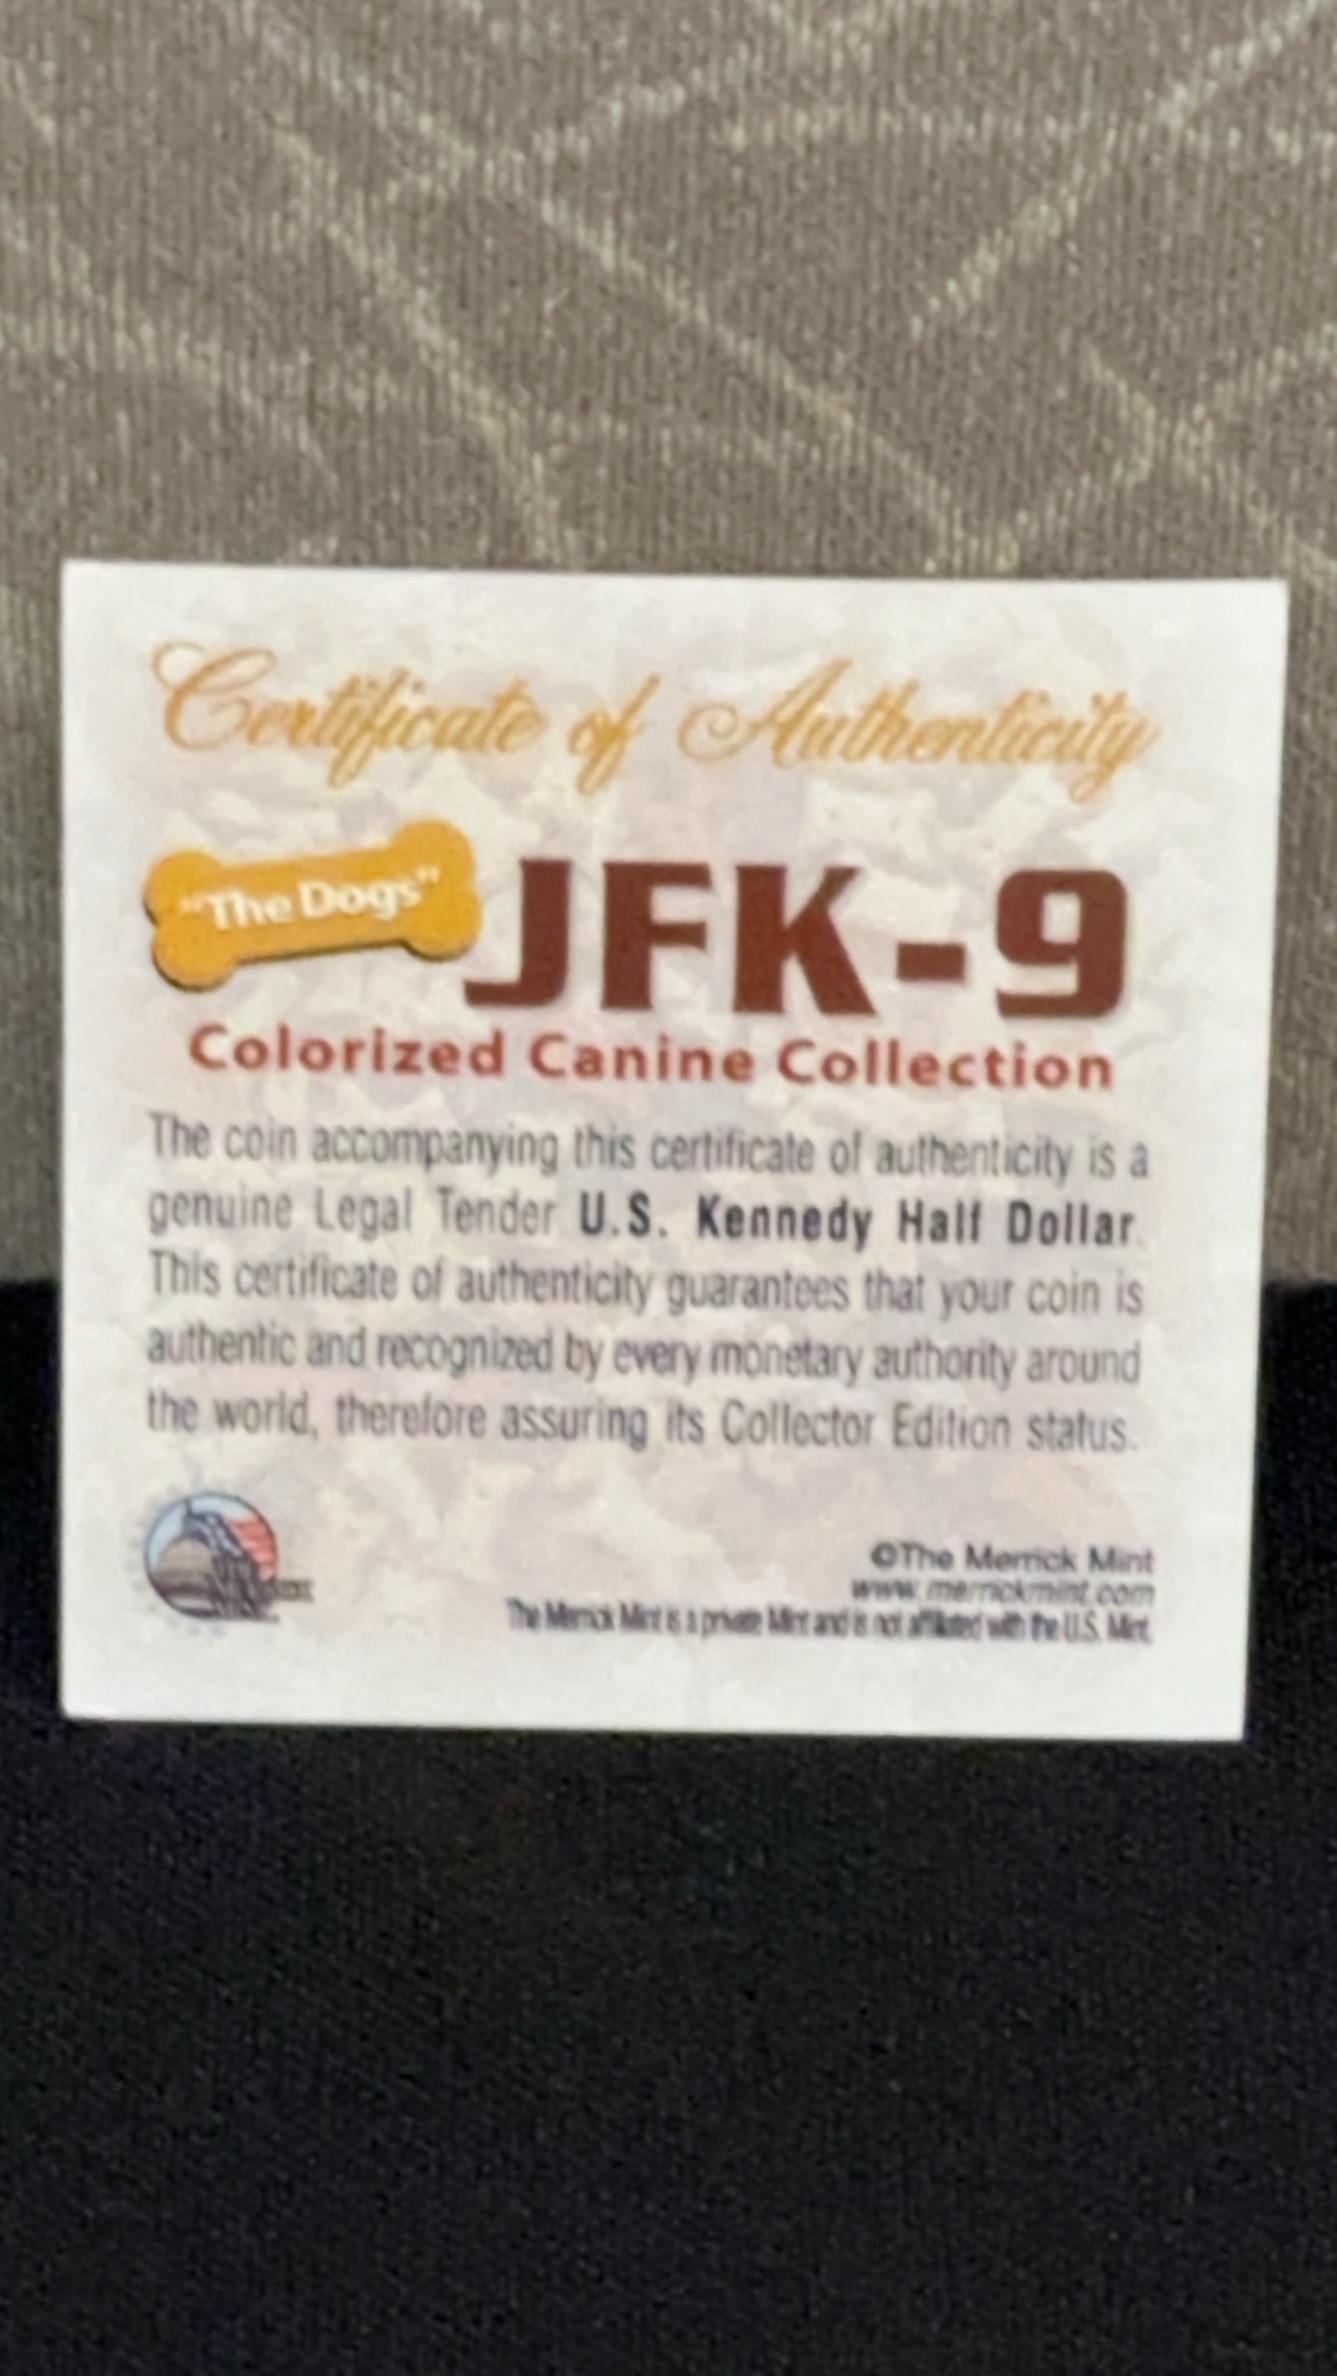 Certificate of Authenticity
"The Dogs"
JFK-9
Colorized Canine Collection
The coin accompanying this certificate of authenticity is a
genuine Legal Tender U.S. Kennedy Half Dollar.
This certificate of authenticity guarantees that your coin is
authentic and recognized by every monetary authority around
the world, therefore assuring its Collector Edition status.
©The Merrick Mint
www.merrickmint.com
The Merrick Mint is a private Mint and is not affiliated with the U.S. Mint.